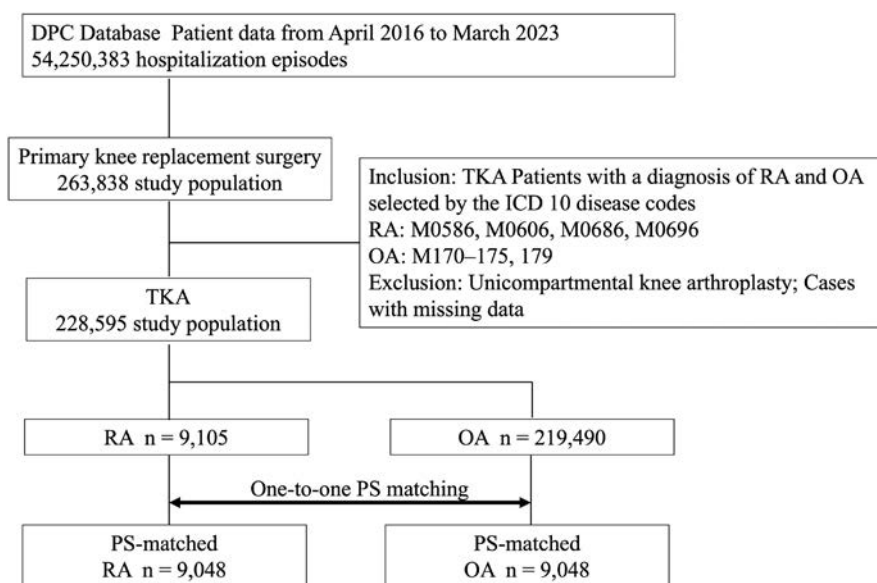 DPC Database Patient data from April 2016 to March 2023
54,250,383 hospitalization episodes
Primary knee replacement surgery
263,838 study population
Inclusion: TKA Patients with a diagnosis of RA and OA
selected by the ICD 10 disease codes
RA: M0586, M0606, M0686, M0696
OA: M170–175, 179
Exclusion: Unicompartmental knee arthroplasty; Cases
with missing data
TKA
228,595 study population
RA n = 9,105
OA n = 219,490
One-to-one PS matching
PS-matched
RA n = 9,048
PS-matched
OA n = 9,048